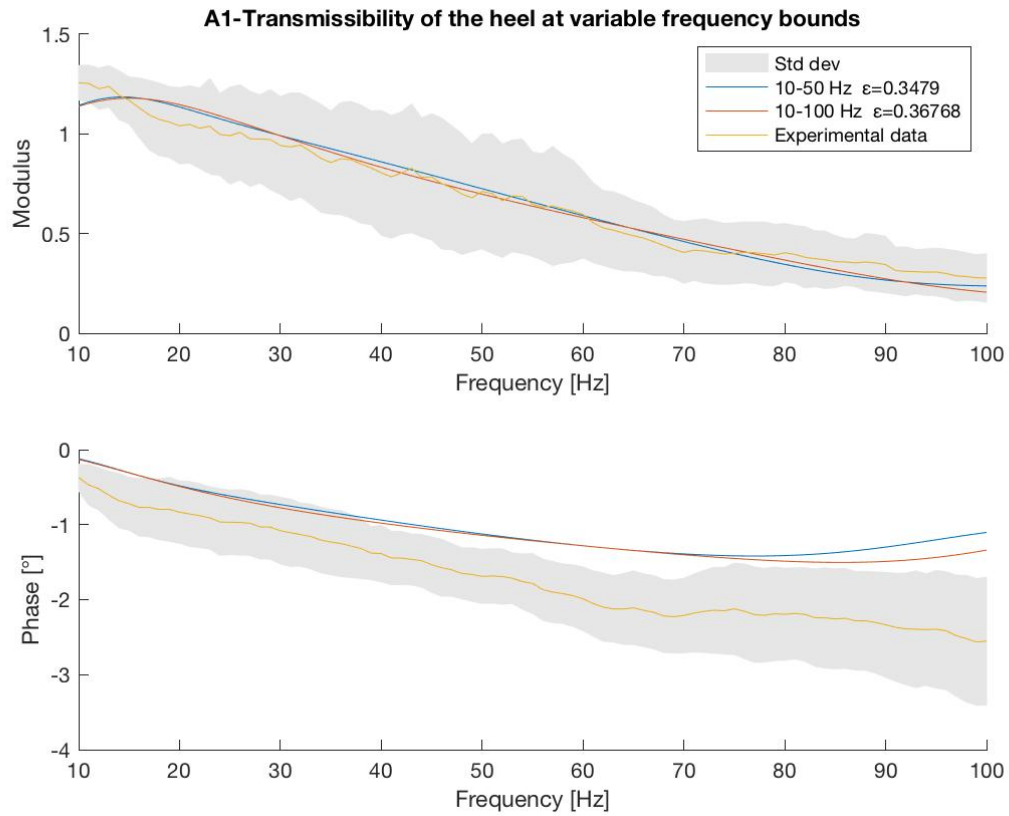 A1-Transmissibility of the heel at variable frequency bounds
1.5
1
0.5
0
Modulus
Std dev
10-50 Hz ε=0.3479
10-100 Hz ε=0.36768
Experimental data
10 20 30 40 50 60 70 80 90 100
Frequency [Hz]
0
-1
-2
-3
-4
Phase [°]
10 20 30 40 50 60 70 80 90 100
Frequency [Hz]